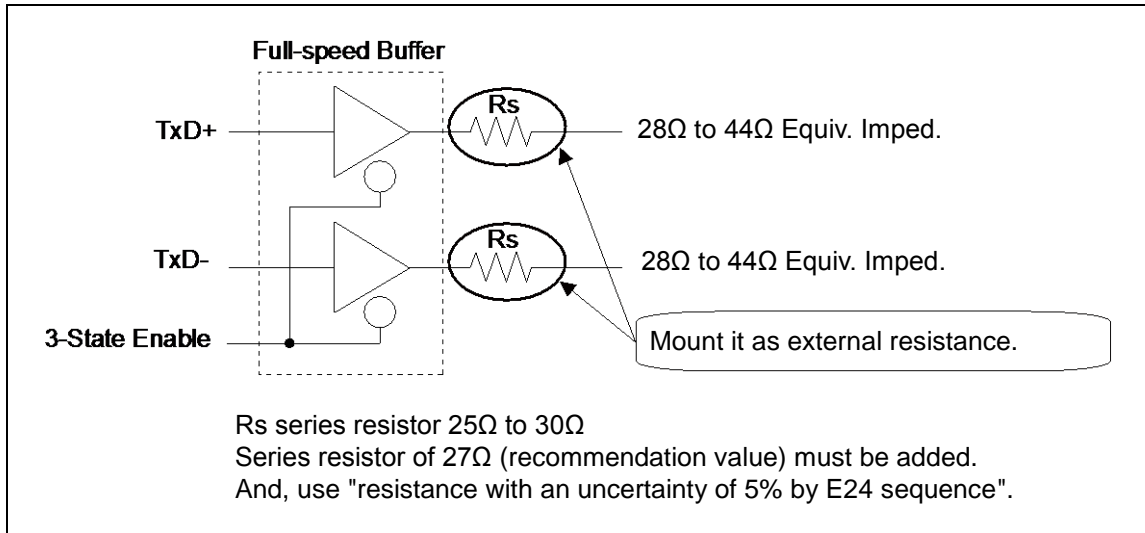 Full-speed Buffer
Rs
TxD+
28Ω to 44Ω Equiv. Imped.
Rs
TxD-
28Ω to 44Ω Equiv. Imped.
3-State Enable
Mount it as external resistance.
Rs series resistor 25Ω to 30Ω
Series resistor of 27Ω (recommendation value) must be added.
And, use "resistance with an uncertainty of 5% by E24 sequence".